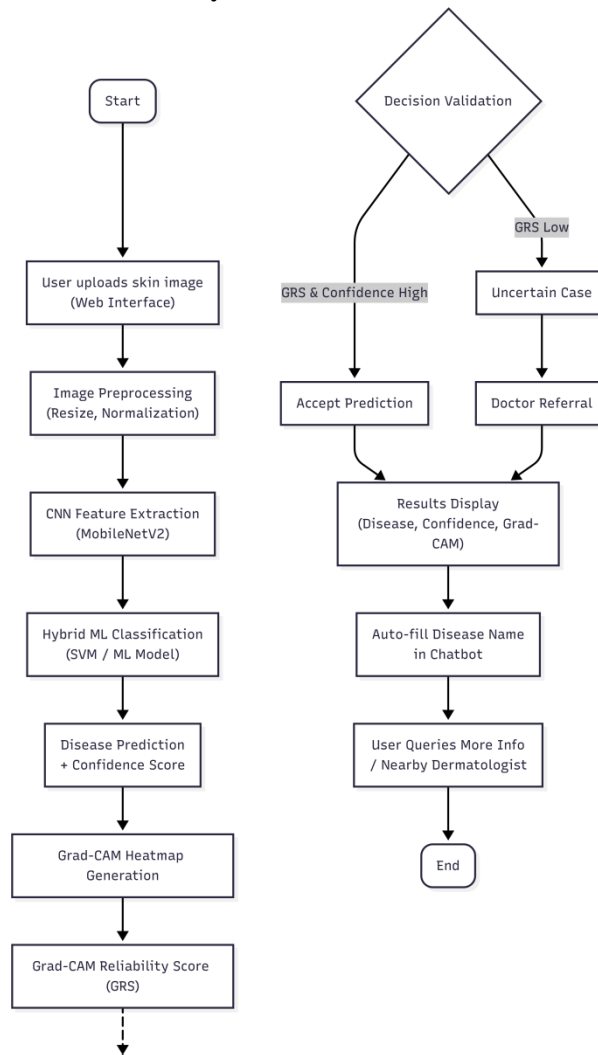 Start
User uploads skin image
(Web Interface)
Image Preprocessing
(Resize, Normalization)
CNN Feature Extraction
(MobileNetV2)
Hybrid ML Classification
(SVM / ML Model)
Disease Prediction
+ Confidence Score
Grad-CAM Heatmap
Generation
Grad-CAM Reliability Score
(GRS)
Decision Validation
GRS Low
GRS & Confidence High
Uncertain Case
Accept Prediction
Doctor Referral
Results Display
(Disease, Confidence, Grad-
CAM)
Auto-fill Disease Name
in Chatbot
User Queries More Info
/ Nearby Dermatologist
End